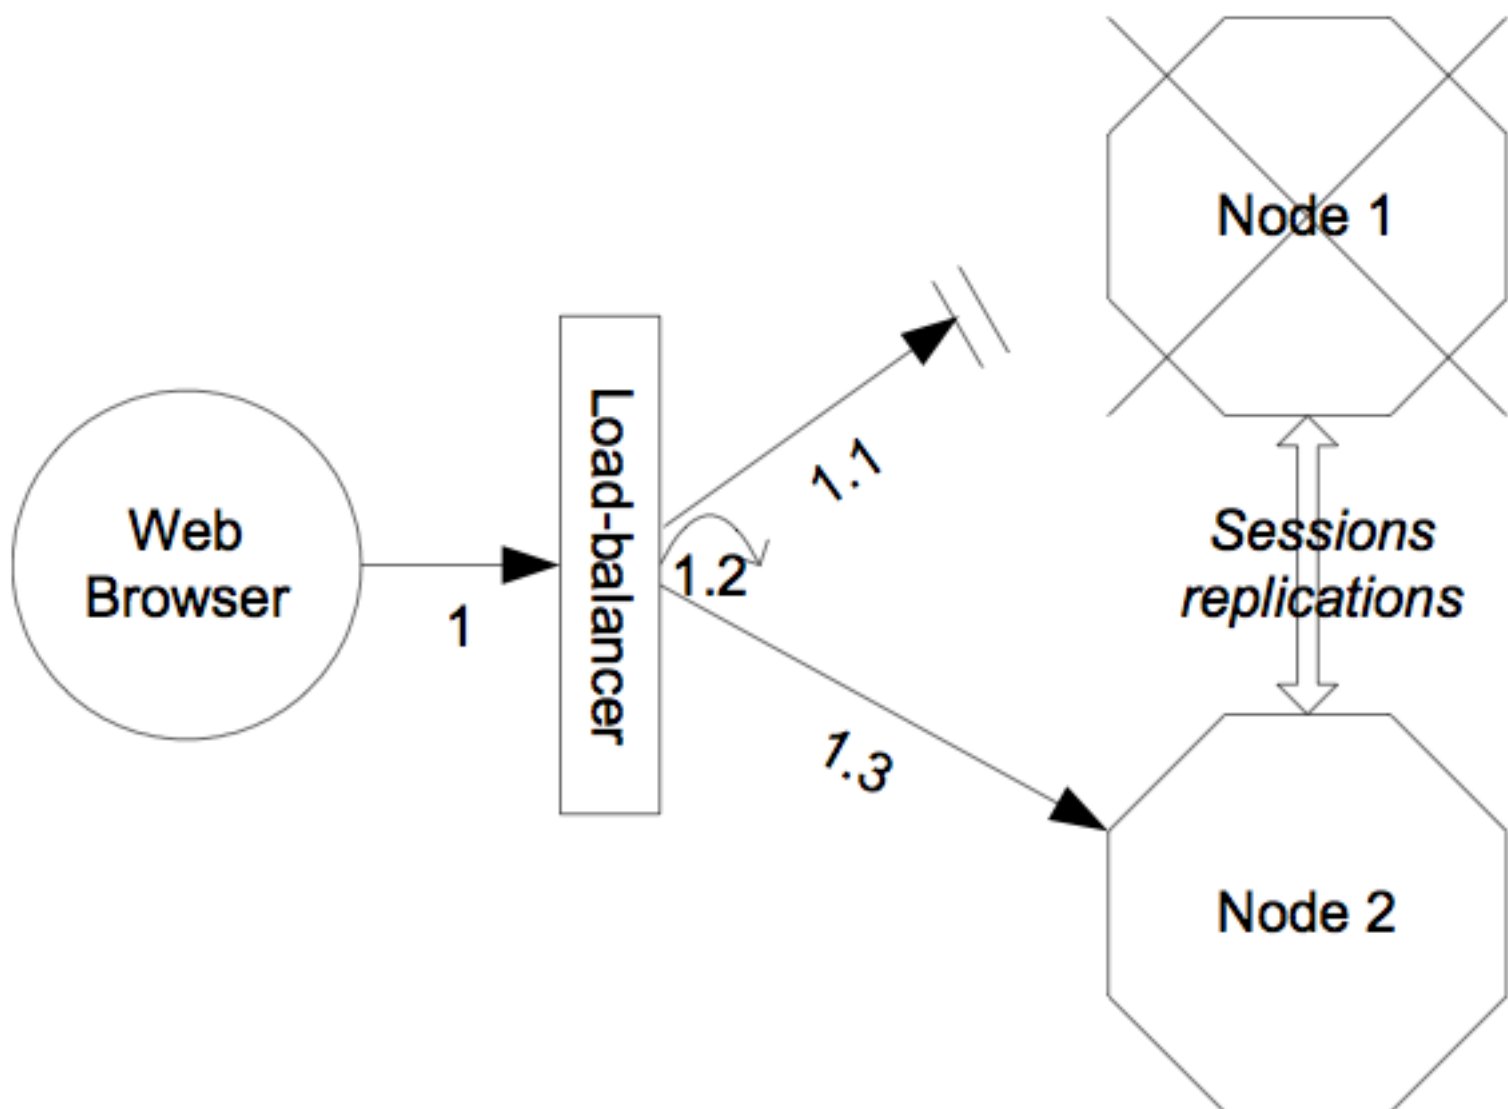 Node 1
Web
Browser
1
Load-balancer
1.1
1.2
1.3
Sessions
replications
Node 2